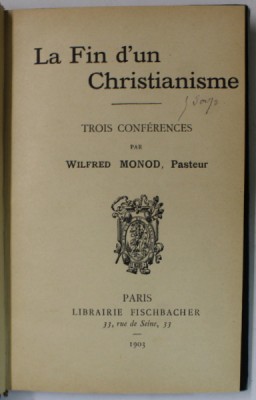 La Fin d'un
Christianisme
TROIS CONFÉRENCES
PAR
WILFRED MONOD, Pasteur
PARIS
LIBRAIRIE FISCHBACHER
33, rue de Seine, 33
1903